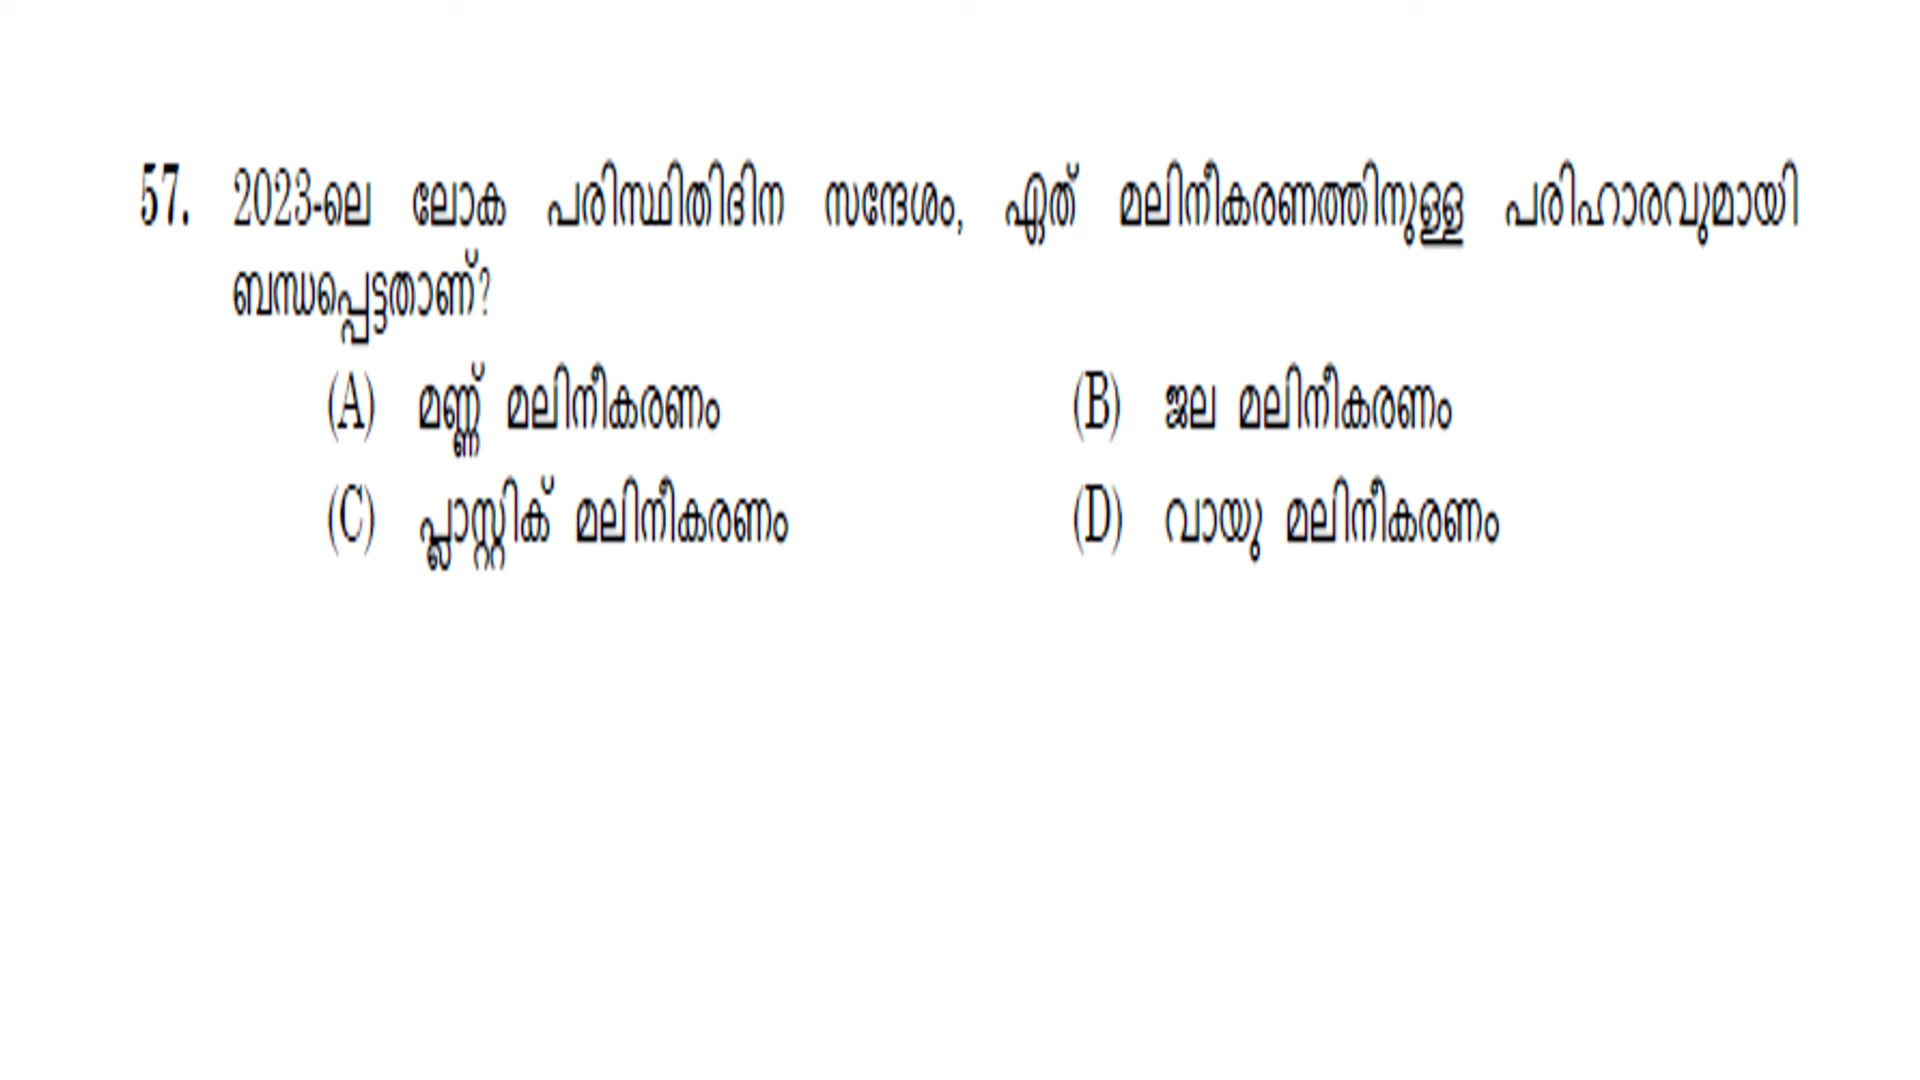 57. 2023-ലെ ലോക പരിസ്ഥിതിദിന സന്ദേശം, ഏത് മലിനീകരണത്തിനുള്ള പരിഹാരവുമായി
ബന്ധപ്പെട്ടതാണ്?
(A) മണ്ണ് മലിനീകരണം (B) ജല മലിനീകരണം
(C) പ്ലാസ്റ്റിക് മലിനീകരണം (D) വായു മലിനീകരണം